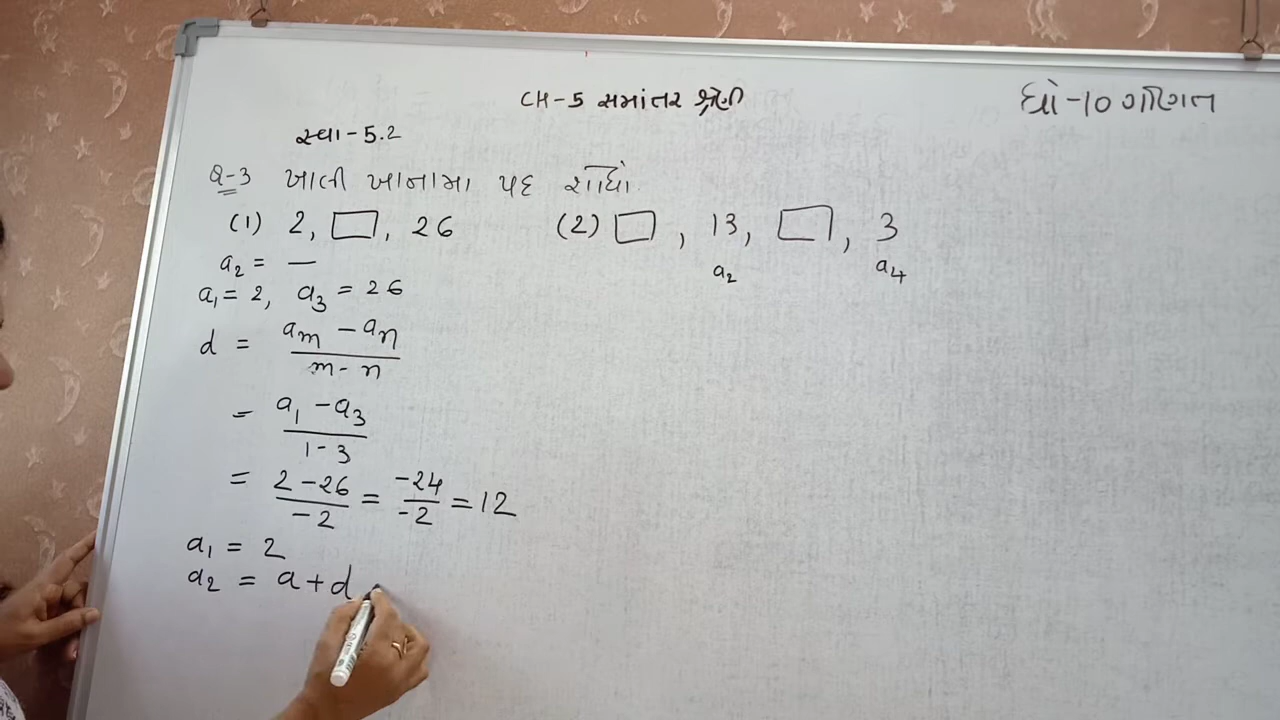 CH-5 સમાંતર શ્રેણી
ધો-10 ગણિત
સ્વા-5.2
Q-3 ખાલી ખાનામા પદ શોધો.
(1) 2, □, 26
(2) □, 13, □, 3
a₂ a₄
a₂ = —
a₁ = 2, a₃ = 26
d = (aₘ - aₙ)/(m - n)
= (a₁ - a₃)/(1 - 3)
= (2 - 26)/(-2) = -24/-2 = 12
a₁ = 2
a₂ = a + d